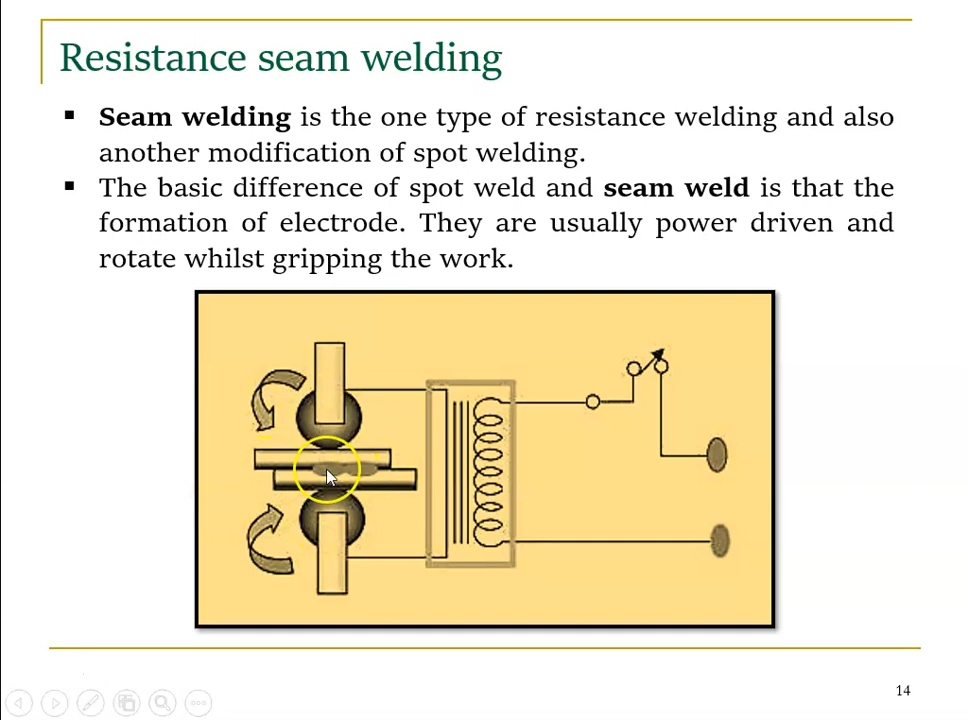 Resistance seam welding
▪ Seam welding is the one type of resistance welding and also
another modification of spot welding.
▪ The basic difference of spot weld and seam weld is that the
formation of electrode. They are usually power driven and
rotate whilst gripping the work.
14